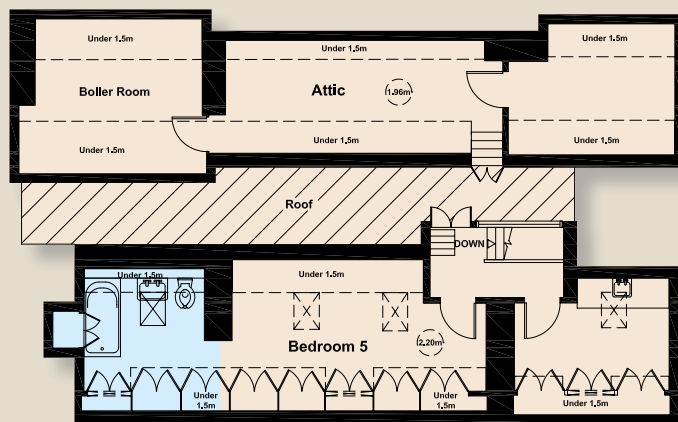 Under 1.5m
Under 1.5m
Under 1.5m
Boller Room
Attic
1.96m
Under 1.5m
Under 1.5m
Under 1.5m
Roof
DOWN
Under 1.5m
Under 1.5m
Bedroom 5
2.20m
Under
1.5m
Under
1.5m
Under 1.5m